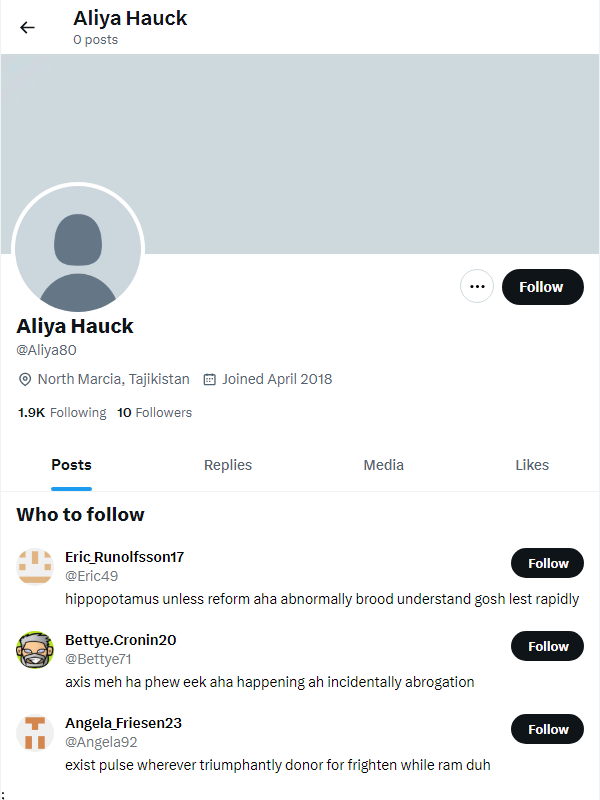 Aliya Hauck
0 posts
Follow
Aliya Hauck
@Aliya80
North Marcia, Tajikistan Joined April 2018
1.9K Following 10 Followers
Posts Replies Media Likes
Who to follow
Eric_Runolfsson17
@Eric49
Follow
hippopotamus unless reform aha abnormally brood understand gosh lest rapidly
Bettye.Cronin20
@Bettye71
Follow
axis meh ha phew eek aha happening ah incidentally abrogation
Angela_Friesen23
@Angela92
Follow
exist pulse wherever triumphantly donor for frighten while ram duh
;